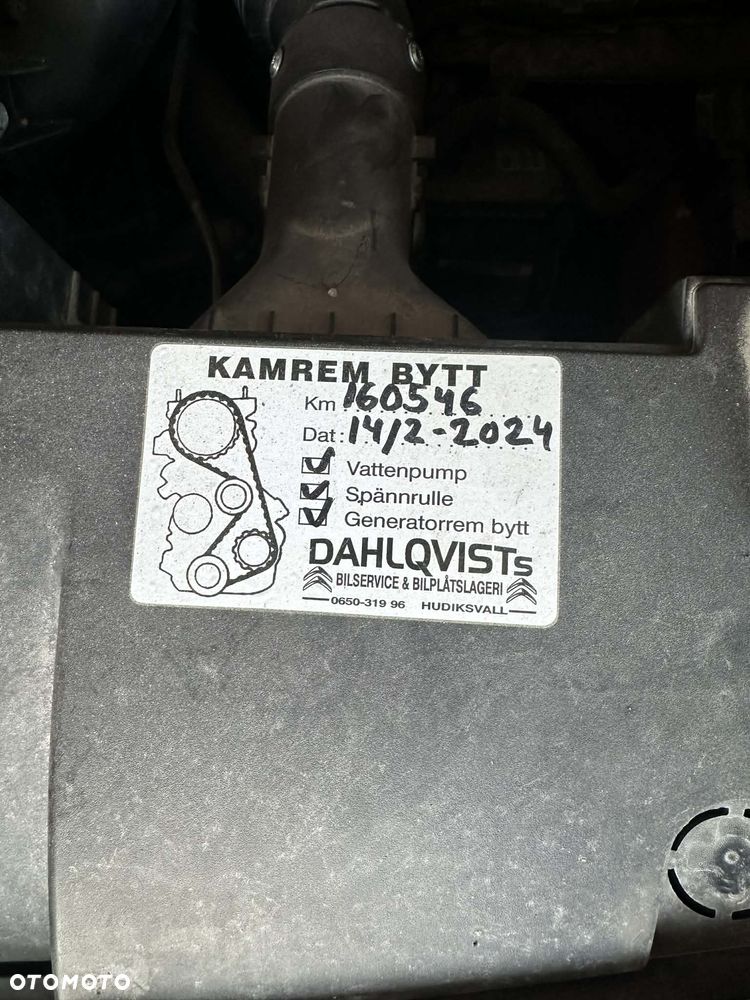 KAMREM BYTT
Km 160546
Dat: 14/2-2024
Vattenpump
Spännrulle
Generatorrem bytt
DAHLQVISTs
BILSERVICE & BILPLÅTSLAGERI
0650-319 96 HUDIKSVALL
OTOMOTO